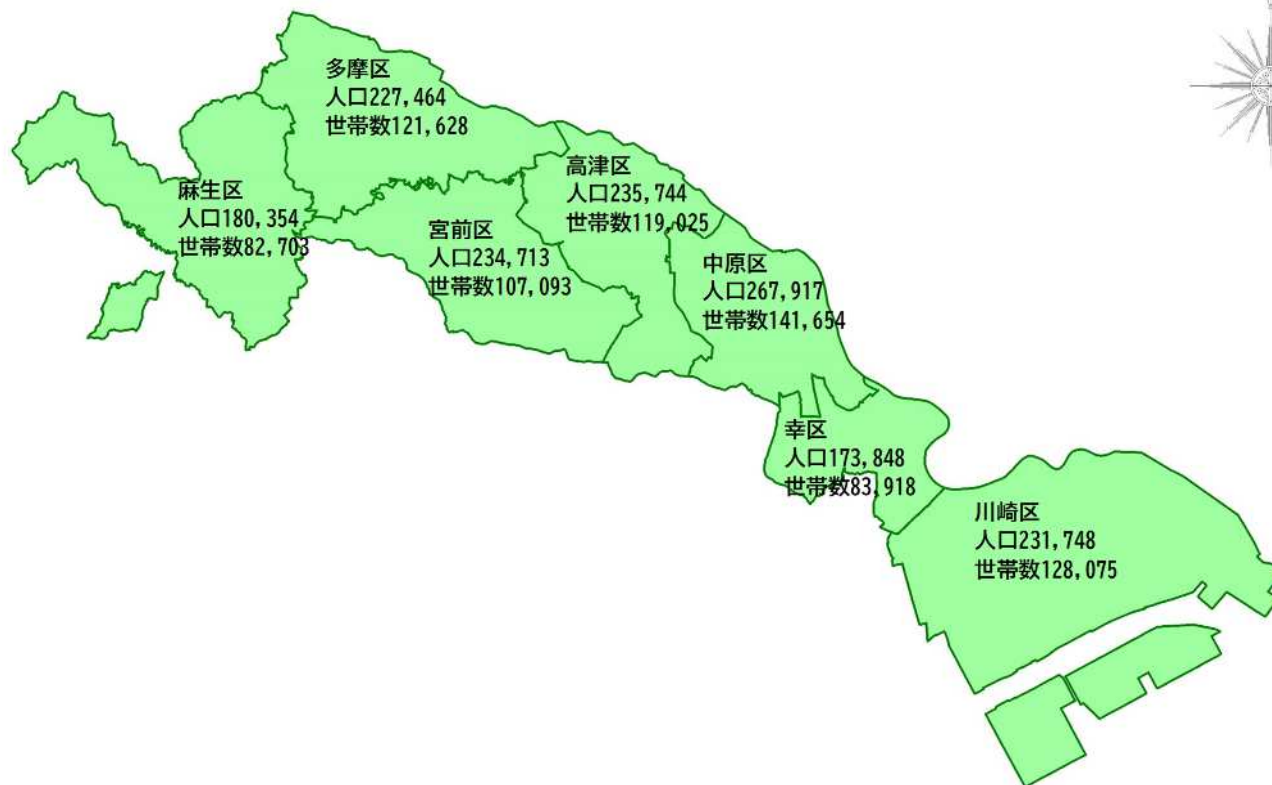 多摩区
人口227,464
世帯数121,628
高津区
人口235,744
世帯数119,025
麻生区
人口180,354
世帯数82,703
宮前区
人口234,713
世帯数107,093
中原区
人口267,917
世帯数141,654
幸区
人口173,848
世帯数83,918
川崎区
人口231,748
世帯数128,075